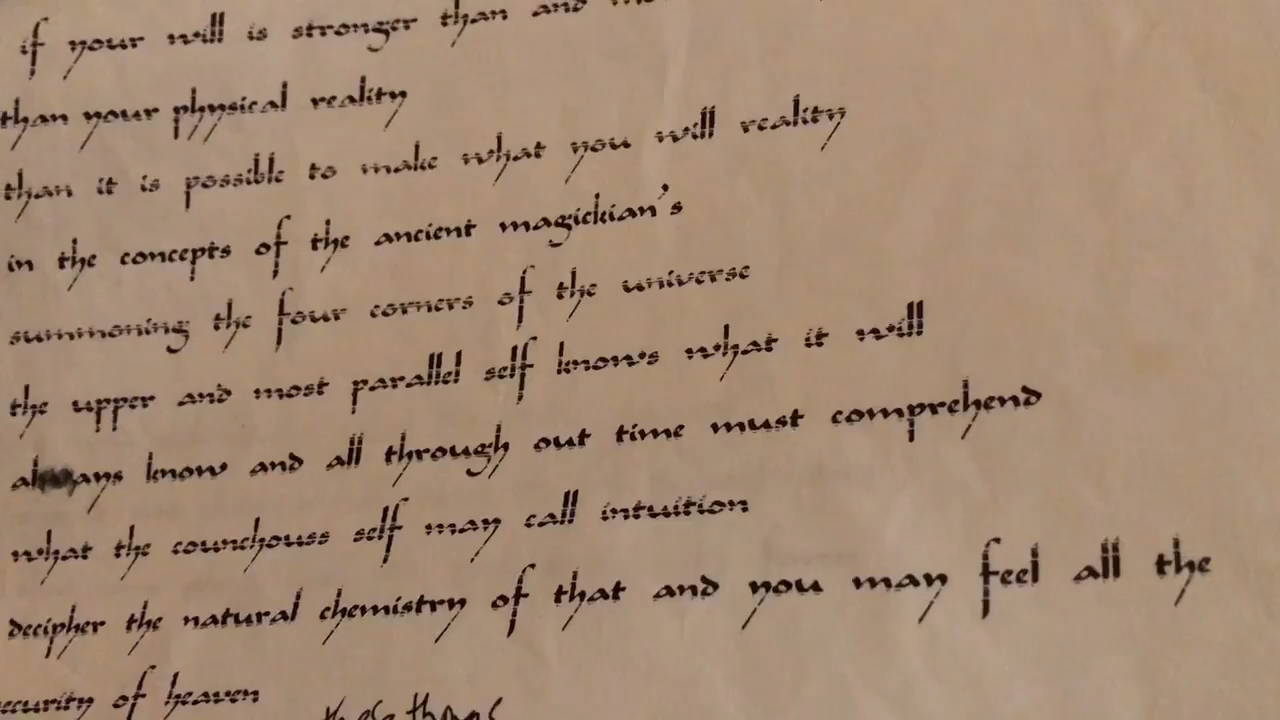 if your will is stronger than and
than your physical reality
than it is possible to make what you will reality
in the concepts of the ancient magickian's
summoning the four corners of the universe
the upper and most parallel self knows what it will
always know and all through out time must comprehend
what the counchouss self may call intuition
decipher the natural chemistry of that and you may feel all the
ecurity of heaven
these things